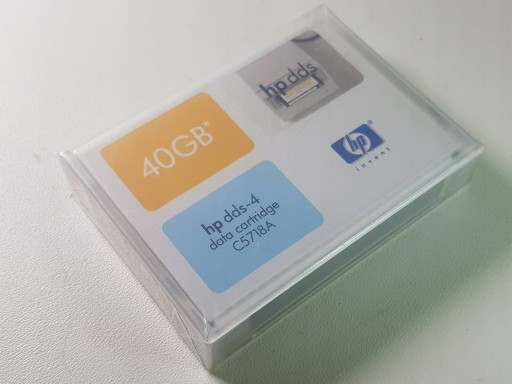 hp dds
40GB*
hp
invent
hp dds-4
data cartridge
C5718A